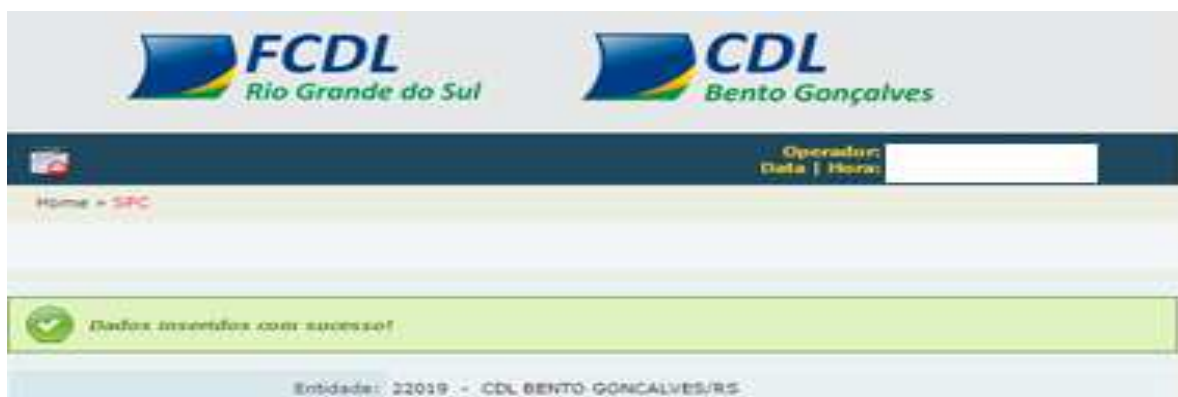 FCDL
Rio Grande do Sul
CDL
Bento Gonçalves
Operador:
Data | Hora:
Home » SPC
Dados inseridos com sucesso!
Entidade: 22019 - CDL BENTO GONCALVES/RS